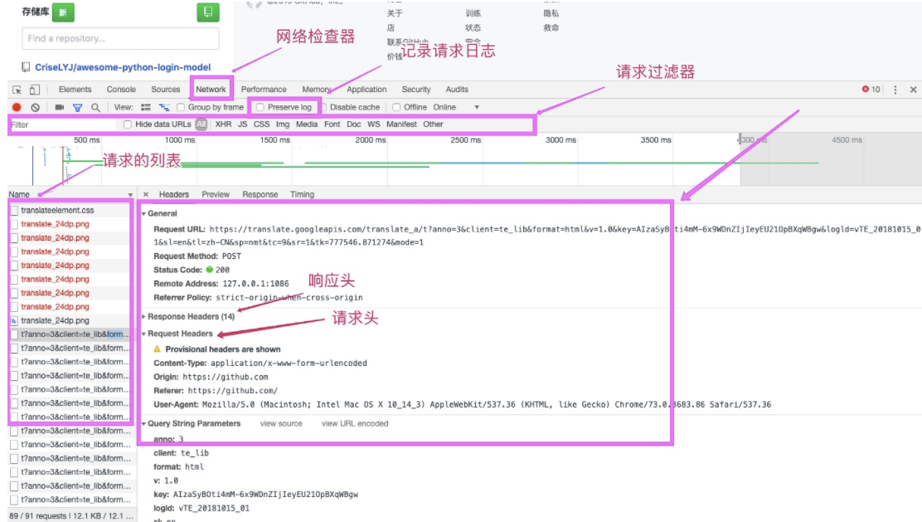 存储库 新
关于 训练 隐私
店 状态 救命
Find a repository...
网络检查器
价钱
记录请求日志
CriseLYJ/awesome-python-login-model
请求过滤器
Elements Console Sources Network Performance Memory Application Security Audits 10
View: Group by frame Preserve log Disable cache Offline Online
Filter Hide data URLs All XHR JS CSS Img Media Font Doc WS Manifest Other
500 ms 1000 ms 1500 ms 2000 ms 2500 ms 3000 ms 3500 ms 4500 ms
请求的列表
Name
translateelement.css
translate_24dp.png
translate_24dp.png
translate_24dp.png
translate_24dp.png
translate_24dp.png
translate_24dp.png
translate_24dp.png
translate_24dp.png
t?anno=3&client=te_lib&form...
t?anno=3&client=te_lib&form...
t?anno=3&client=te_lib&form...
t?anno=3&client=te_lib&form...
t?anno=3&client=te_lib&form...
t?anno=3&client=te_lib&form...
t?anno=3&client=te_lib&form...
t?anno=3&client=te_lib&form...
t?anno=3&client=te_lib&form...
t?anno=3&client=te_lib&form...
t?anno=3&client=te_lib&form...
t?anno=3&client=te_lib&form...
t?anno=3&client=te_lib&form...
89 / 91 requests | 12.1 KB / 12.1 ...
Headers Preview Response Timing
General
Request URL: https://translate.googleapis.com/translate_a/t?anno=3&client=te_lib&format=html&v=1.0&key=AIzaSyBOti4mM-6x9WDnZIjIeyEU21OpBXqWBgw&logld=vTE_20181015_0
1&sl=en&tl=zh-CN&sp=nmt&tc=9&sr=1&tk=777546.871274&mode=1
Request Method: POST
Status Code: 200
Remote Address: 127.0.0.1:1086
Referrer Policy: strict-origin-when-cross-origin
响应头
Response Headers (14)
请求头
Request Headers
Provisional headers are shown
Content-Type: application/x-www-form-urlencoded
Origin: https://github.com
Referer: https://github.com/
User-Agent: Mozilla/5.0 (Macintosh; Intel Mac OS X 10_14_3) AppleWebKit/537.36 (KHTML, like Gecko) Chrome/73.0.3683.86 Safari/537.36
Query String Parameters view source view URL encoded
anno: 3
client: te_lib
format: html
v: 1.0
key: AIzaSyBOti4mM-6x9WDnZIjIeyEU21OpBXqWBgw
logld: vTE_20181015_01